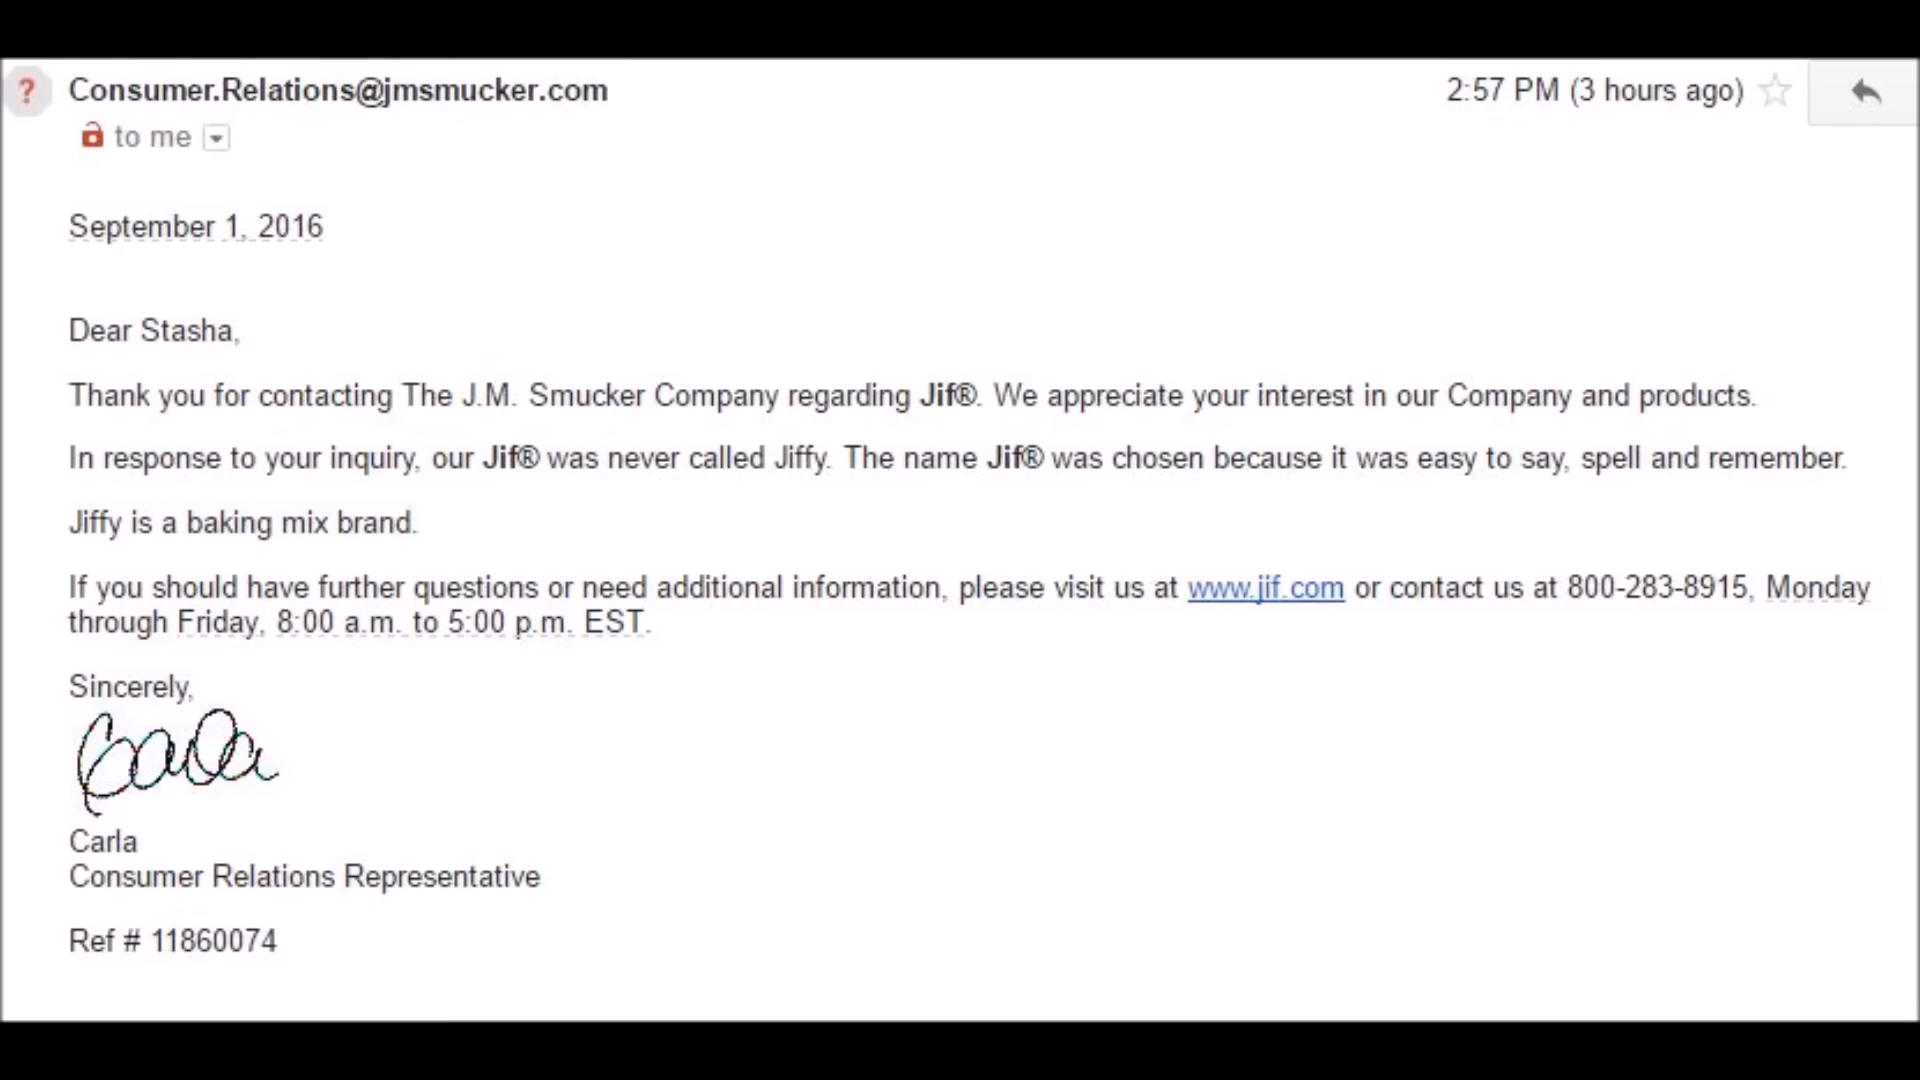 ?
Consumer.Relations@jmsmucker.com
2:57 PM (3 hours ago)
to me
September 1, 2016
Dear Stasha,
Thank you for contacting The J.M. Smucker Company regarding Jif®. We appreciate your interest in our Company and products.
In response to your inquiry, our Jif® was never called Jiffy. The name Jif® was chosen because it was easy to say, spell and remember.
Jiffy is a baking mix brand.
If you should have further questions or need additional information, please visit us at www.jif.com or contact us at 800-283-8915, Monday
through Friday, 8:00 a.m. to 5:00 p.m. EST.
Sincerely,
Carla
Carla
Consumer Relations Representative
Ref # 11860074